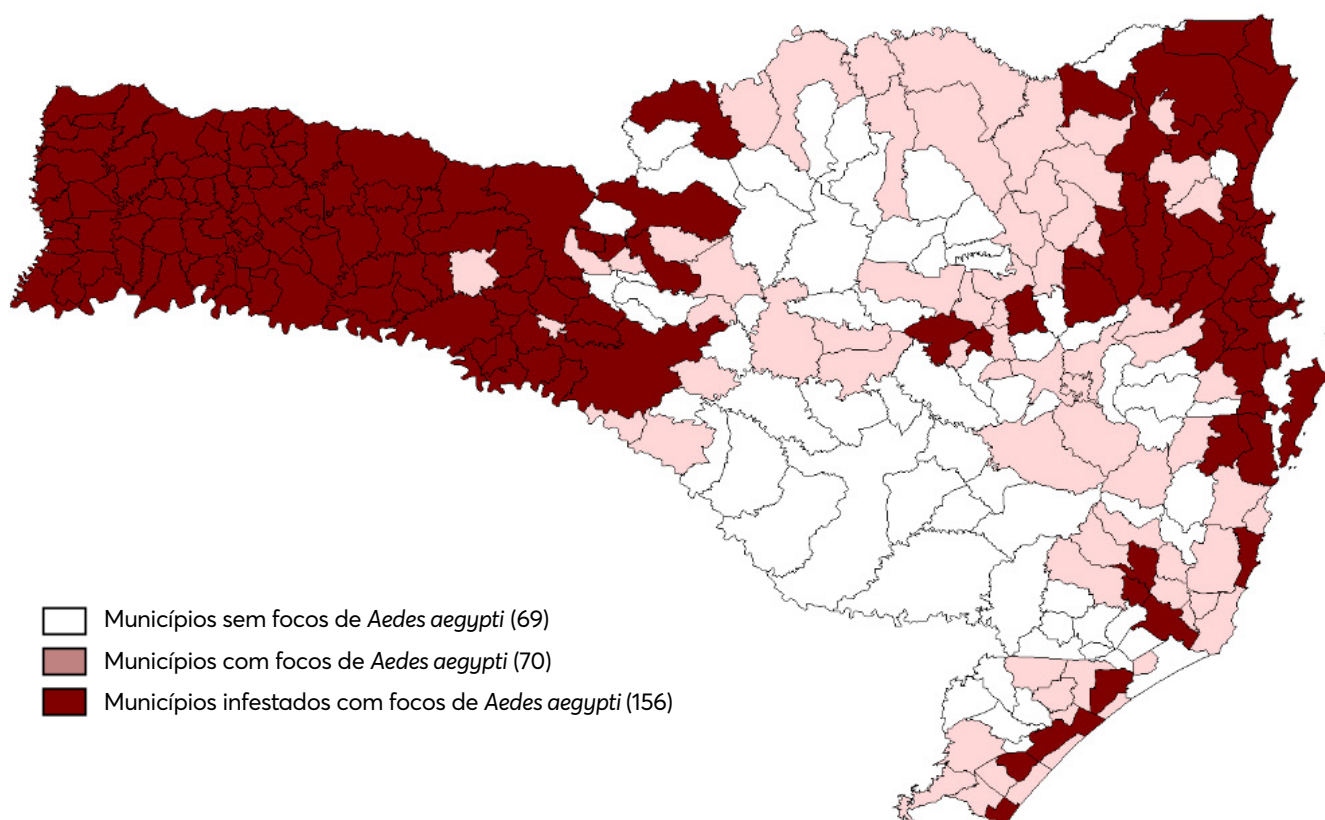 Municípios sem focos de Aedes aegypti (69)
Municípios com focos de Aedes aegypti (70)
Municípios infestados com focos de Aedes aegypti (156)